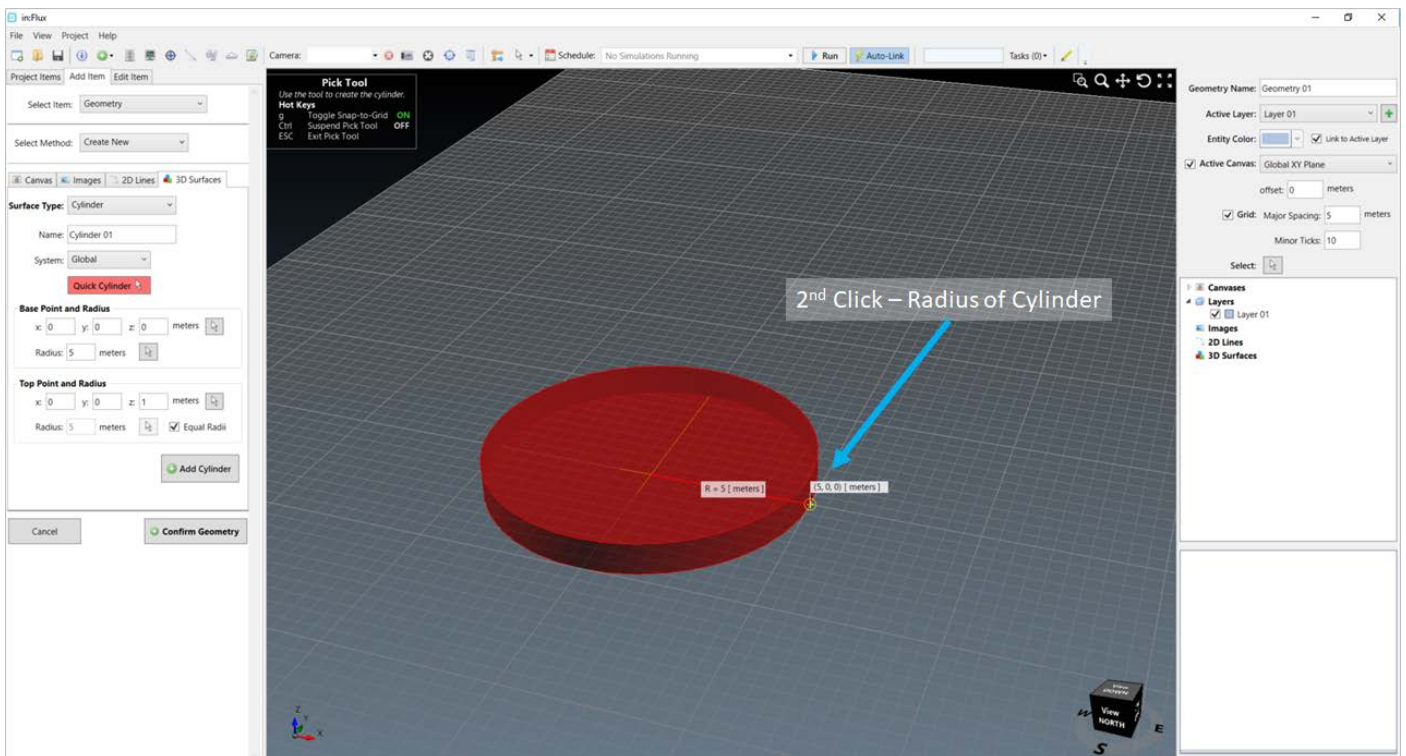 in:Flux
File View Project Help
Camera:
Schedule: No Simulations Running
Run
Auto-Link
Tasks (0)
Project Items Add Item Edit Item
Select Item: Geometry
Select Method: Create New
Canvas Images 2D Lines 3D Surfaces
Surface Type: Cylinder
Name: Cylinder 01
System: Global
Quick Cylinder
Base Point and Radius
x: 0 y: 0 z: 0 meters
Radius: 5 meters
Top Point and Radius
x: 0 y: 0 z: 1 meters
Radius: 5 meters Equal Radii
Add Cylinder
Cancel Confirm Geometry
Pick Tool
Use the tool to create the cylinder.
Hot Keys
g Toggle Snap-to-Grid ON
Ctrl Suspend Pick Tool OFF
ESC Exit Pick Tool
2nd Click – Radius of Cylinder
R = 5 [ meters ]
(5, 0, 0) [ meters ]
Z
Y
X
View
DOWN
View
NORTH
W
E
S
Geometry Name: Geometry 01
Active Layer: Layer 01
Entity Color: Link to Active Layer
Active Canvas: Global XY Plane
offset: 0 meters
Grid: Major Spacing: 5 meters
Minor Ticks: 10
Select:
Canvases
Layers
Layer 01
Images
2D Lines
3D Surfaces